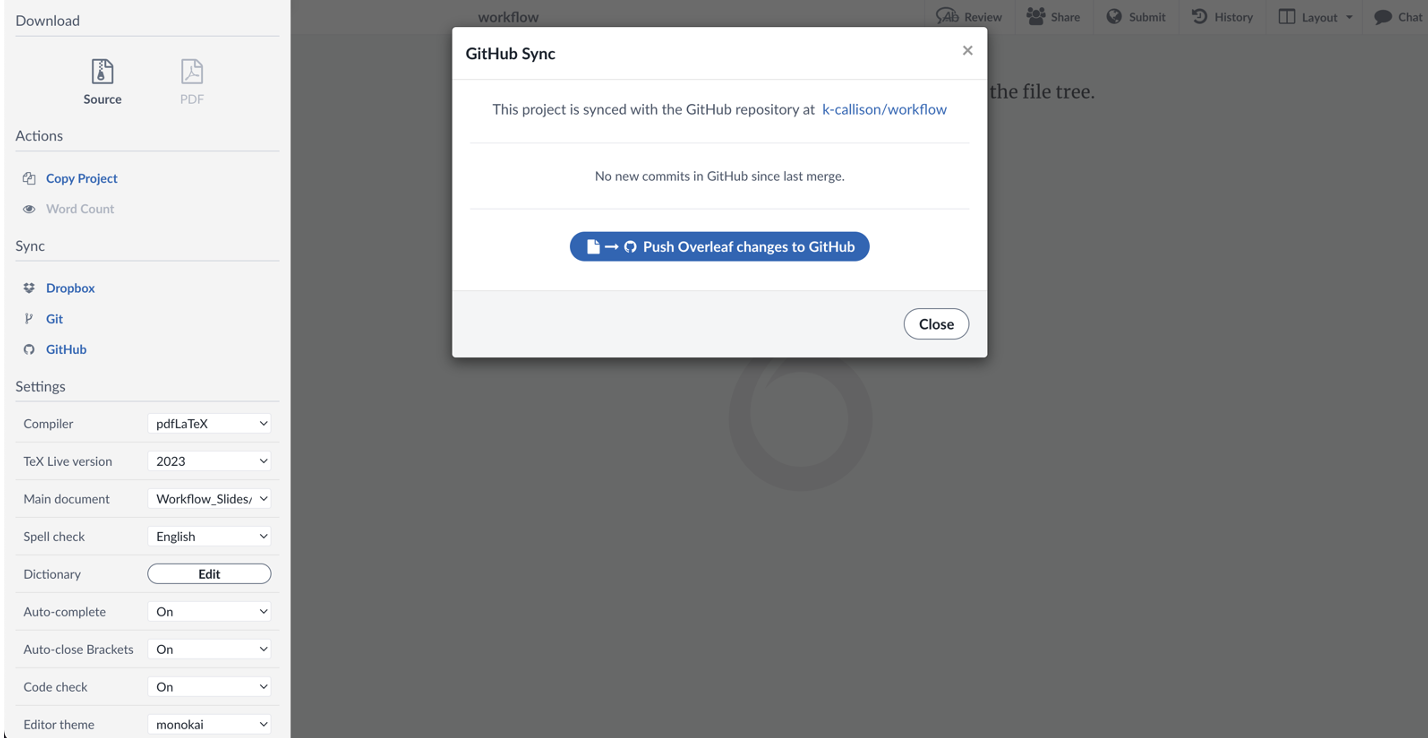 Download
Source
PDF
Actions
Copy Project
Word Count
Sync
Dropbox
Git
GitHub
Settings
Compiler pdfLaTeX
TeX Live version 2023
Main document Workflow_Slides/
Spell check English
Dictionary Edit
Auto-complete On
Auto-close Brackets On
Code check On
Editor theme monokai
workflow
Review
Share
Submit
History
Layout
Chat
the file tree.
GitHub Sync ×
This project is synced with the GitHub repository at k-callison/workflow
No new commits in GitHub since last merge.
Push Overleaf changes to GitHub
Close